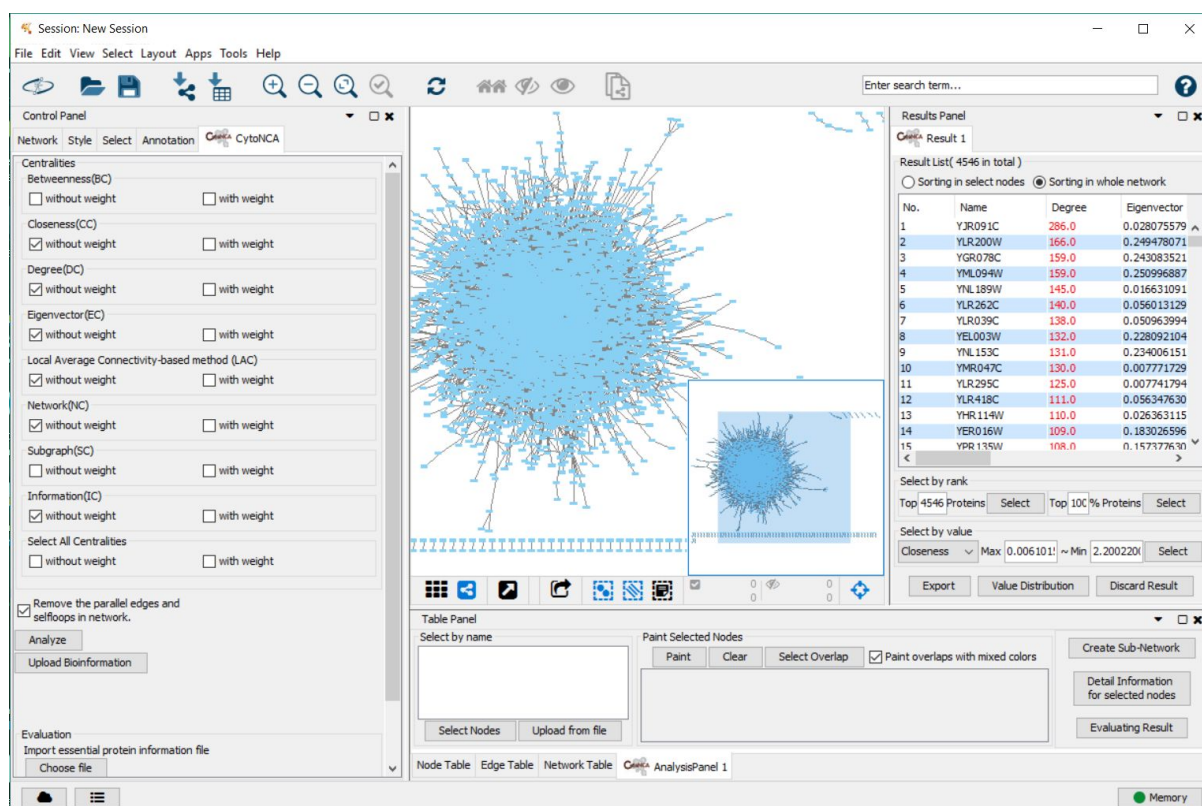 Session: New Session
File Edit View Select Layout Apps Tools Help
Enter search term...
Control Panel
Network Style Select Annotation CytoNCA
Centralities
Betweenness(BC)
without weight with weight
Closeness(CC)
without weight with weight
Degree(DC)
without weight with weight
Eigenvector(EC)
without weight with weight
Local Average Connectivity-based method (LAC)
without weight with weight
Network(NC)
without weight with weight
Subgraph(SC)
without weight with weight
Information(IC)
without weight with weight
Select All Centralities
without weight with weight
Remove the parallel edges and
selfloops in network.
Analyze
Upload Bioinformation
Evaluation
Import essential protein information file
Choose file
0 0
0 0
Results Panel
Result 1
Result List( 4546 in total )
Sorting in select nodes Sorting in whole network
No. Name Degree Eigenvector
1 YJR091C 286.0 0.028075579
2 YLR200W 166.0 0.249478071
3 YGR078C 159.0 0.243083521
4 YML094W 159.0 0.250996887
5 YNL189W 145.0 0.016631091
6 YLR262C 140.0 0.056013129
7 YLR039C 138.0 0.050963994
8 YEL003W 132.0 0.228092104
9 YNL153C 131.0 0.234006151
10 YMR047C 130.0 0.007771729
11 YLR295C 125.0 0.007741794
12 YLR418C 111.0 0.056347630
13 YHR114W 110.0 0.026363115
14 YER016W 109.0 0.183026596
15 YPR135W 108.0 0.157377630
Select by rank
Top 4546 Proteins Select Top 100 % Proteins Select
Select by value
Closeness Max 0.006101 ~ Min 2.200220 Select
Export Value Distribution Discard Result
Table Panel
Select by name
Select Nodes Upload from file
Paint Selected Nodes
Paint Clear Select Overlap Paint overlaps with mixed colors
Create Sub-Network
Detail Information
for selected nodes
Evaluating Result
Node Table Edge Table Network Table AnalysisPanel 1
Memory